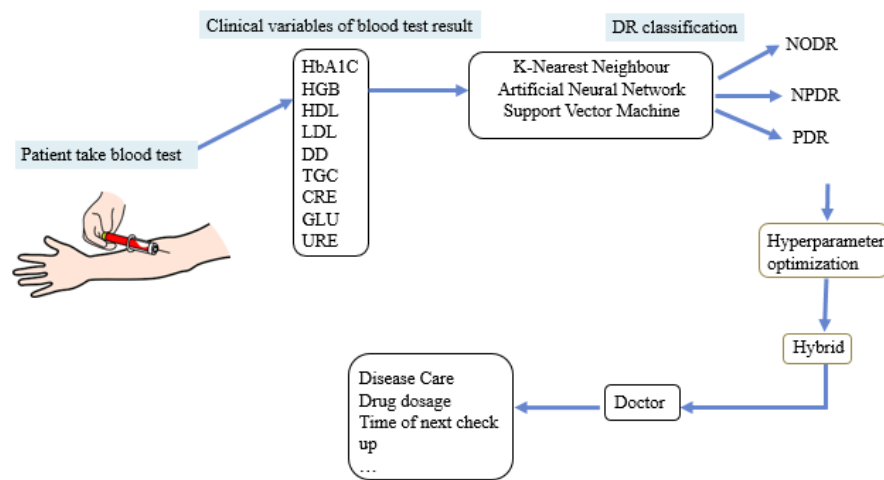 Clinical variables of blood test result
DR classification
Patient take blood test
HbA1C
HGB
HDL
LDL
DD
TGC
CRE
GLU
URE
K-Nearest Neighbour
Artificial Neural Network
Support Vector Machine
NODR
NPDR
PDR
Hyperparameter
optimization
Hybrid
Doctor
Disease Care
Drug dosage
Time of next check
up
…